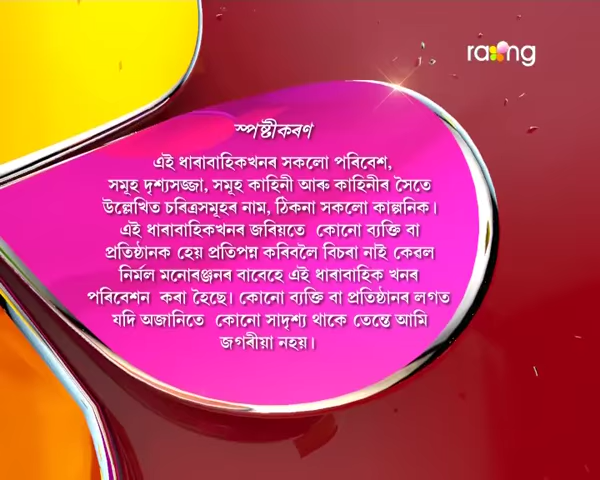 rang
স্পষ্টীকৰণ
এই ধাৰাবাহিকখনৰ সকলো পৰিবেশ,
সমূহ দৃশ্যসজ্জা, সমূহ কাহিনী আৰু কাহিনীৰ সৈতে
উল্লেখিত চৰিত্ৰসমূহৰ নাম, ঠিকনা সকলো কাল্পনিক।
এই ধাৰাবাহিকখনৰ জৰিয়তে কোনো ব্যক্তি বা
প্ৰতিষ্ঠানক হেয় প্ৰতিপন্ন কৰিবলৈ বিচৰা নাই কেৱল
নিৰ্মল মনোৰঞ্জনৰ বাবেহে এই ধাৰাবাহিক খনৰ
পৰিবেশন কৰা হৈছে। কোনো ব্যক্তি বা প্ৰতিষ্ঠানৰ লগত
যদি অজানিতে কোনো সাদৃশ্য থাকে তেন্তে আমি
জগৰীয়া নহয়।